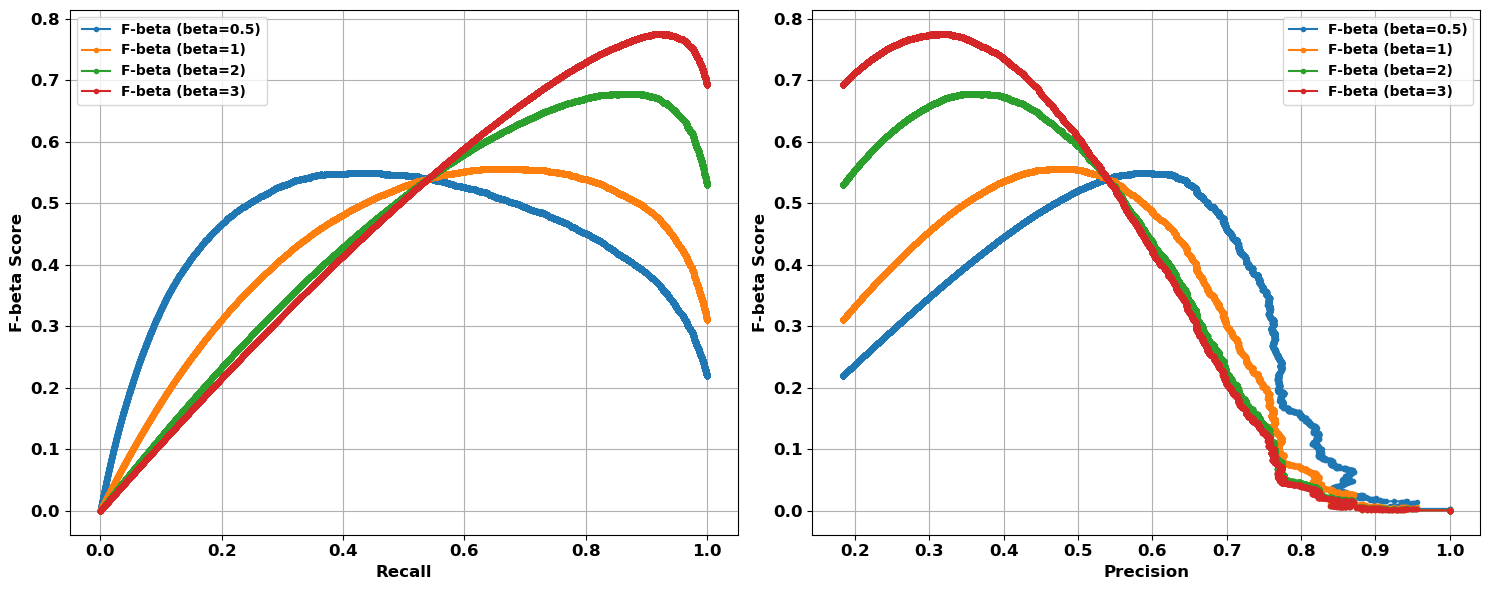 F-beta (beta=0.5)
F-beta (beta=1)
F-beta (beta=2)
F-beta (beta=3)
0.8
0.7
0.6
0.5
0.4
0.3
0.2
0.1
0.0
F-beta Score
0.0 0.2 0.4 0.6 0.8 1.0
Recall
F-beta (beta=0.5)
F-beta (beta=1)
F-beta (beta=2)
F-beta (beta=3)
0.8
0.7
0.6
0.5
0.4
0.3
0.2
0.1
0.0
F-beta Score
0.2 0.3 0.4 0.5 0.6 0.7 0.8 0.9 1.0
Precision